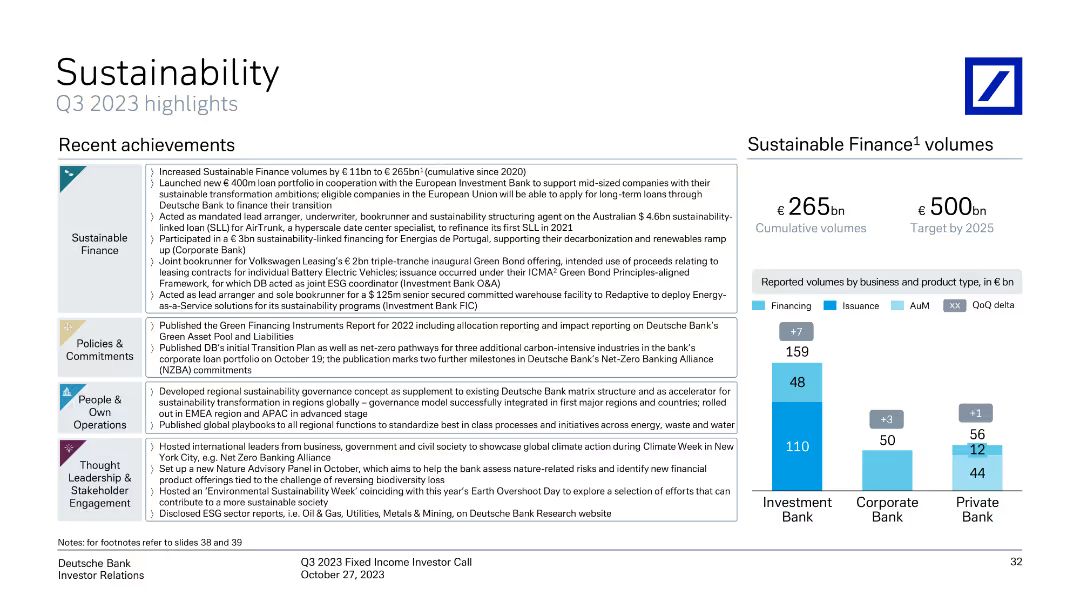 Sustainability
Q3 2023 highlights
Recent achievements
Sustainable Finance
⟩ Increased Sustainable Finance volumes by € 11bn to € 265bn¹ (cumulative since 2020)
⟩ Launched new € 400m loan portfolio in cooperation with the European Investment Bank to support mid-sized companies with their
sustainable transformation ambitions; eligible companies in the European Union will be able to apply for long-term loans through
Deutsche Bank to finance their transition
⟩ Acted as mandated lead arranger, underwriter, bookrunner and sustainability structuring agent on the Australian $ 4.6bn sustainability-
linked loan (SLL) for AirTrunk, a hyperscale data center specialist, to refinance its first SLL in 2021
⟩ Participated in a € 3bn sustainability-linked financing for Energias de Portugal, supporting their decarbonization and renewables ramp
up (Corporate Bank)
⟩ Joint bookrunner for Volkswagen Leasing's € 2bn triple-tranche inaugural Green Bond offering, intended use of proceeds relating to
leasing contracts for individual Battery Electric Vehicles; issuance occurred under their ICMA² Green Bond Principles-aligned
Framework, for which DB acted as joint ESG coordinator (Investment Bank O&A)
⟩ Acted as lead arranger and sole bookrunner for a $ 125m senior secured committed warehouse facility to Redaptive to deploy Energy-
as-a-Service solutions for its sustainability programs (Investment Bank FIC)
Policies &
Commitments
⟩ Published the Green Financing Instruments Report for 2022 including allocation reporting and impact reporting on Deutsche Bank's
Green Asset Pool and Liabilities
⟩ Published DB's initial Transition Plan as well as net-zero pathways for three additional carbon-intensive industries in the bank's
corporate loan portfolio on October 19; the publication marks two further milestones in Deutsche Bank's Net-Zero Banking Alliance
(NZBA) commitments
People &
Own
Operations
⟩ Developed regional sustainability governance concept as supplement to existing Deutsche Bank matrix structure and as accelerator for
sustainability transformation in regions globally – governance model successfully integrated in first major regions and countries; rolled
out in EMEA region and APAC in advanced stage
⟩ Published global playbooks to all regional functions to standardize best in class processes and initiatives across energy, waste and water
Thought
Leadership &
Stakeholder
Engagement
⟩ Hosted international leaders from business, government and civil society to showcase global climate action during Climate Week in New
York City, e.g. Net Zero Banking Alliance
⟩ Set up a new Nature Advisory Panel in October, which aims to help the bank assess nature-related risks and identify new financial
product offerings tied to the challenge of reversing biodiversity loss
⟩ Hosted an 'Environmental Sustainability Week' coinciding with this year's Earth Overshoot Day to explore a selection of efforts that can
contribute to a more sustainable society
⟩ Disclosed ESG sector reports, i.e. Oil & Gas, Utilities, Metals & Mining, on Deutsche Bank Research website
Sustainable Finance¹ volumes
€ 265bn
Cumulative volumes
€ 500bn
Target by 2025
Reported volumes by business and product type, in € bn
Financing
Issuance
AuM
xx QoQ delta
+7
159
48
110
Investment
Bank
+3
50
Corporate
Bank
+1
56
12
44
Private
Bank
Notes: for footnotes refer to slides 38 and 39
Deutsche Bank
Investor Relations
Q3 2023 Fixed Income Investor Call
October 27, 2023
32